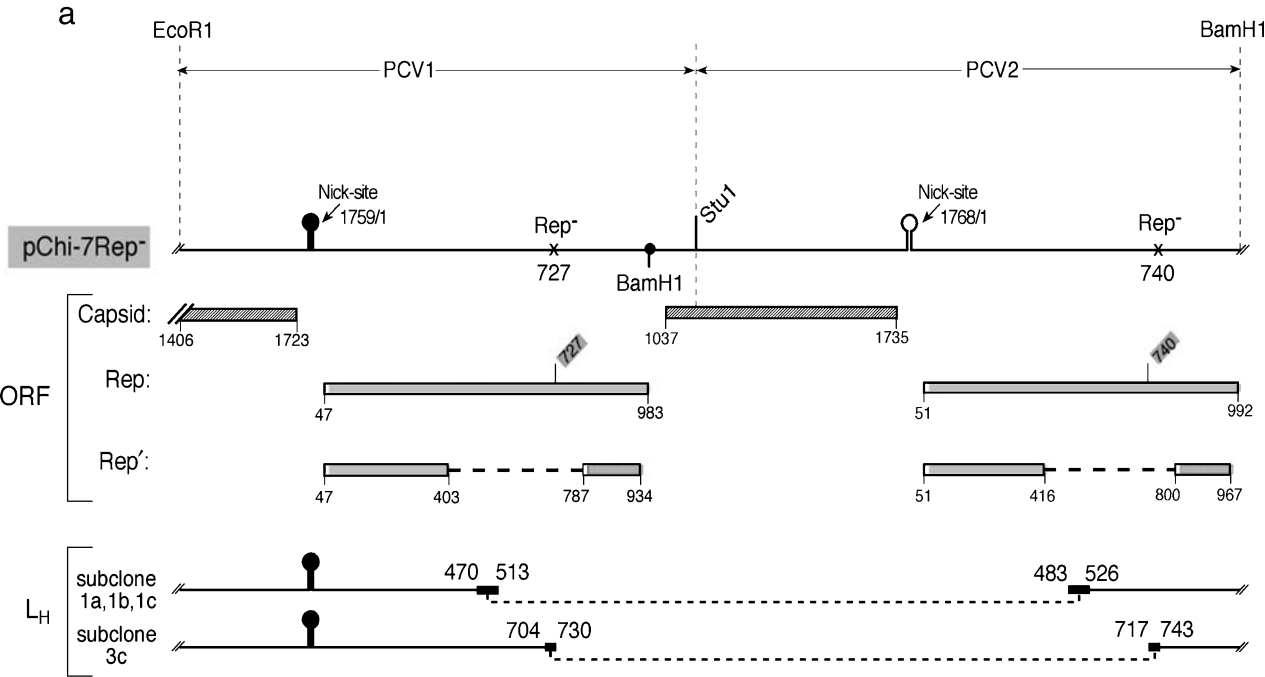 a
EcoR1
BamH1
PCV1
PCV2
Nick-site
1759/1
Stu1
Nick-site
1768/1
Rep-
Rep-
pChi-7Rep-
727
740
BamH1
Capsid:
1406
1723
1037
1735
727
740
ORF
Rep:
47
983
51
992
Rep′:
47
403
787
934
51
416
800
967
LH
subclone
1a,1b,1c
470
513
483
526
subclone
3c
704
730
717
743